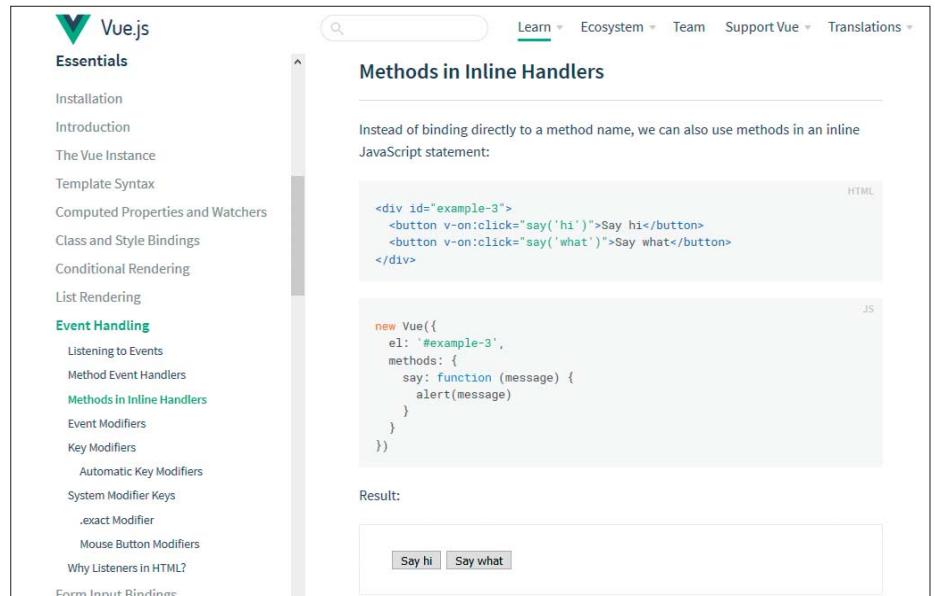 Vue.js
Learn Ecosystem Team Support Vue Translations
Essentials
Installation
Introduction
The Vue Instance
Template Syntax
Computed Properties and Watchers
Class and Style Bindings
Conditional Rendering
List Rendering
Event Handling
Listening to Events
Method Event Handlers
Methods in Inline Handlers
Event Modifiers
Key Modifiers
Automatic Key Modifiers
System Modifier Keys
.exact Modifier
Mouse Button Modifiers
Why Listeners in HTML?
Form Input Bindings
Methods in Inline Handlers
Instead of binding directly to a method name, we can also use methods in an inline
JavaScript statement:
HTML
<div id="example-3">
  <button v-on:click="say('hi')">Say hi</button>
  <button v-on:click="say('what')">Say what</button>
</div>
JS
new Vue({
  el: '#example-3',
  methods: {
    say: function (message) {
      alert(message)
    }
  }
})
Result:
Say hi Say what